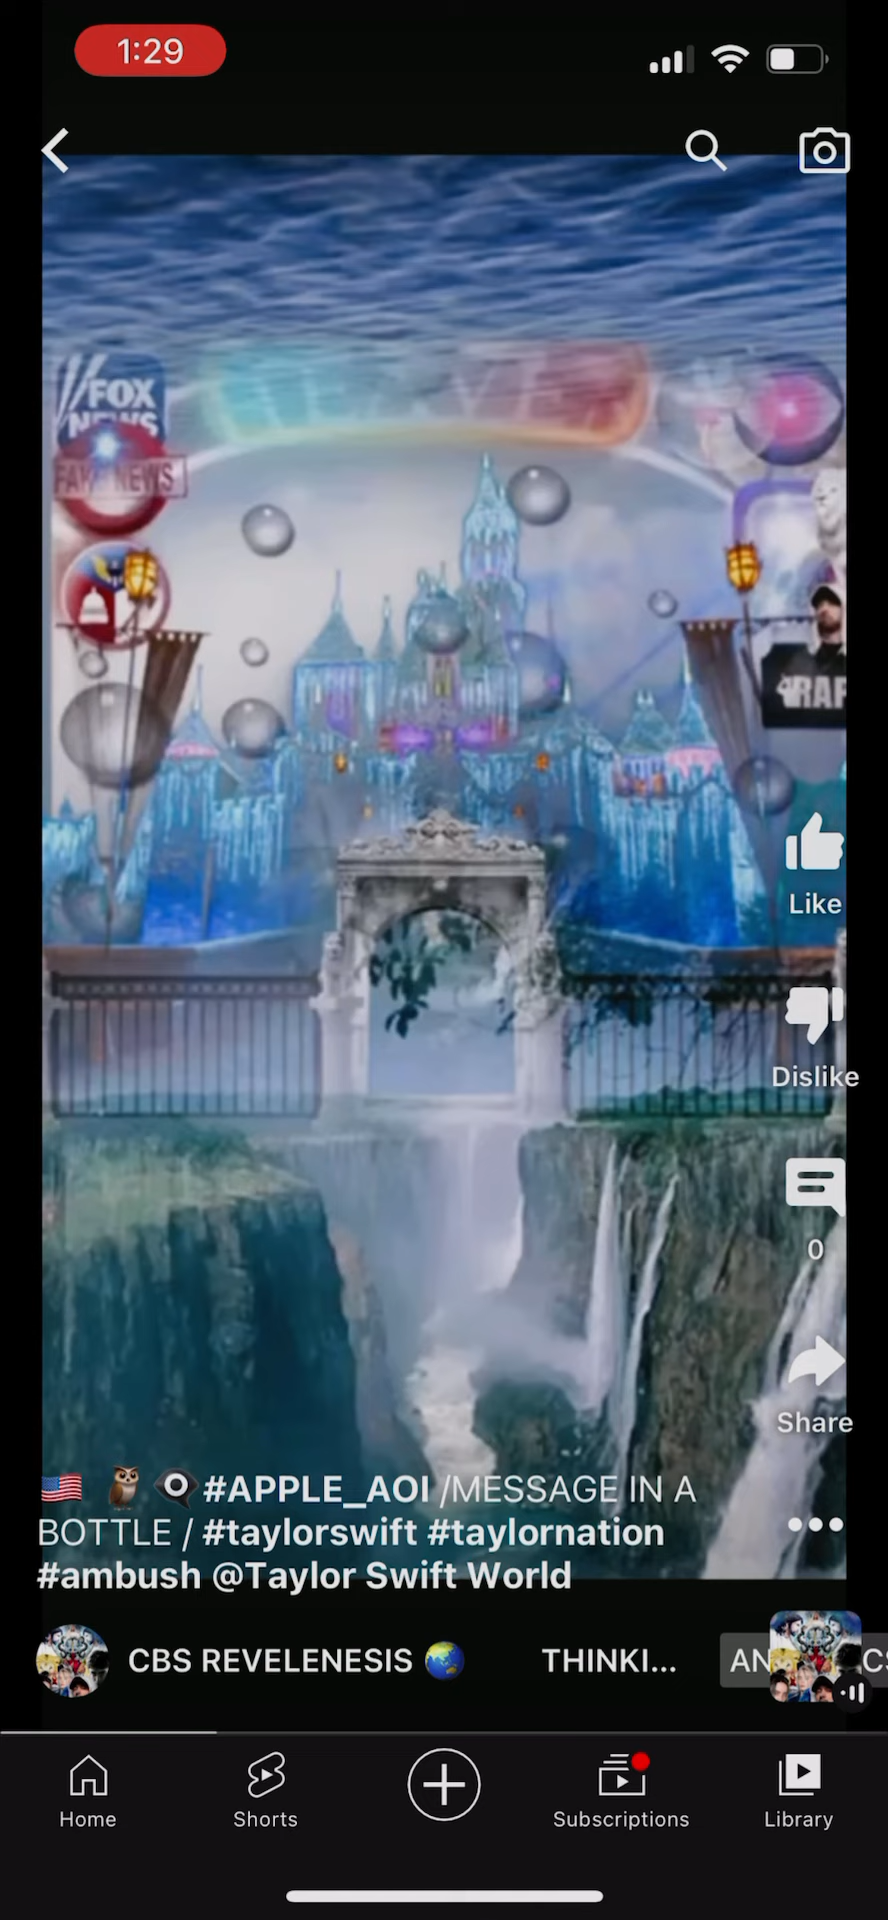 1:29
FOX
NEWS
FAKE NEWS
Like
Dislike
0
Share
🇺🇸 🦉 👁️‍🗨️ #APPLE_AOI /MESSAGE IN A
BOTTLE / #taylorswift #taylornation
#ambush @Taylor Swift World
CBS REVELENESIS 🌏 THINKI...
Home Shorts Subscriptions Library